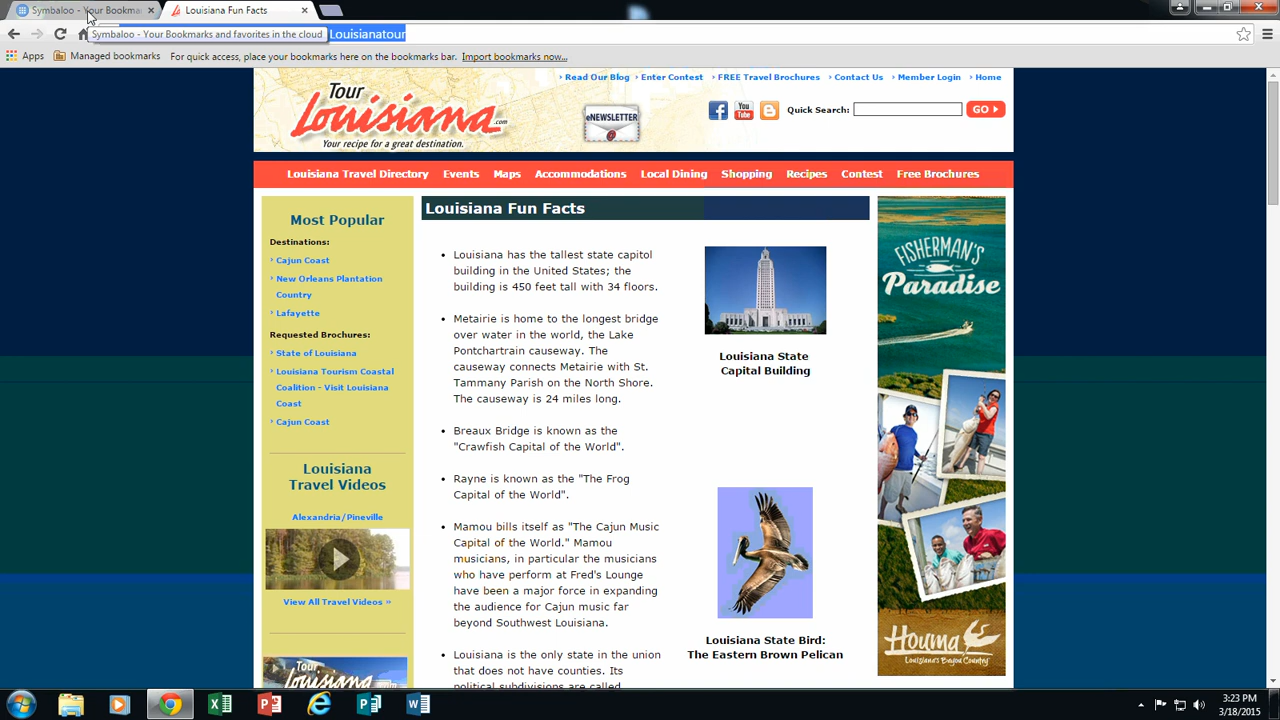 Symbaloo - Your Bookmar
Louisiana Fun Facts
Symbaloo - Your Bookmarks and favorites in the cloud
Louisianatour
Apps
Managed bookmarks
For quick access, place your bookmarks here on the bookmarks bar.
Import bookmarks now...
Read Our Blog
Enter Contest
FREE Travel Brochures
Contact Us
Member Login
Home
Tour
Louisiana.com
Your recipe for a great destination.
eNEWSLETTER
You
Tube
Quick Search:
GO
Louisiana Travel Directory
Events
Maps
Accommodations
Local Dining
Shopping
Recipes
Contest
Free Brochures
Most Popular
Destinations:
Cajun Coast
New Orleans Plantation
Country
Lafayette
Requested Brochures:
State of Louisiana
Louisiana Tourism Coastal
Coalition - Visit Louisiana
Coast
Cajun Coast
Louisiana
Travel Videos
Alexandria/Pineville
View All Travel Videos »
Tour
Louisiana
Louisiana Fun Facts
• Louisiana has the tallest state capitol
building in the United States; the
building is 450 feet tall with 34 floors.
• Metairie is home to the longest bridge
over water in the world, the Lake
Pontchartrain causeway. The
causeway connects Metairie with St.
Tammany Parish on the North Shore.
The causeway is 24 miles long.
• Breaux Bridge is known as the
"Crawfish Capital of the World".
• Rayne is known as the "The Frog
Capital of the World".
• Mamou bills itself as "The Cajun Music
Capital of the World." Mamou
musicians, in particular the musicians
who have perform at Fred's Lounge
have been a major force in expanding
the audience for Cajun music far
beyond Southwest Louisiana.
• Louisiana is the only state in the union
that does not have counties. Its
political subdivisions are called
Louisiana State
Capital Building
Louisiana State Bird:
The Eastern Brown Pelican
FISHERMAN'S
Paradise
Houma
Louisiana's Bayou Country
3:23 PM
3/18/2015